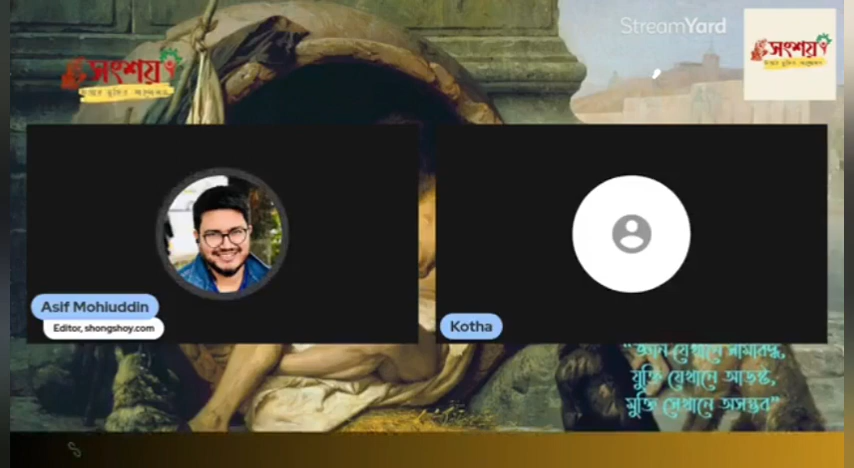 সংশয়
StreamYard
সংশয়
Asif Mohiuddin
Editor, shongshoy.com
Kotha
“জ্ঞান যেখানে সীমাবদ্ধ,
যুক্তি যেখানে আড়ষ্ট,
মুক্তি সেখানে অসম্ভব”